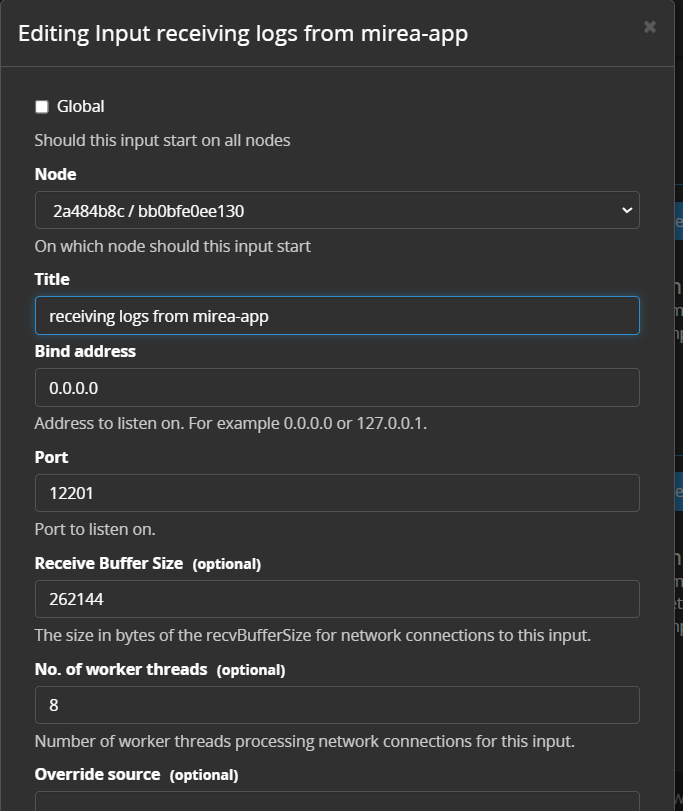 Editing Input receiving logs from mirea-app
×
Global
Should this input start on all nodes
Node
2a484b8c / bb0bfe0ee130
On which node should this input start
Title
receiving logs from mirea-app
Bind address
0.0.0.0
Address to listen on. For example 0.0.0.0 or 127.0.0.1.
Port
12201
Port to listen on.
Receive Buffer Size (optional)
262144
The size in bytes of the recvBufferSize for network connections to this input.
No. of worker threads (optional)
8
Number of worker threads processing network connections for this input.
Override source (optional)